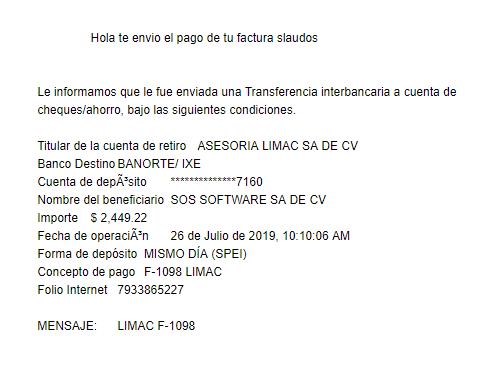 Hola te envio el pago de tu factura slaudos
Le informamos que le fue enviada una Transferencia interbancaria a cuenta de
cheques/ahorro, bajo las siguientes condiciones.
Titular de la cuenta de retiro ASESORIA LIMAC SA DE CV
Banco Destino BANORTE/ IXE
Cuenta de depÃ³sito **************7160
Nombre del beneficiario SOS SOFTWARE SA DE CV
Importe $ 2,449.22
Fecha de operaciÃ³n 26 de Julio de 2019, 10:10:06 AM
Forma de depósito MISMO DÍA (SPEI)
Concepto de pago F-1098 LIMAC
Folio Internet 7933865227
MENSAJE: LIMAC F-1098